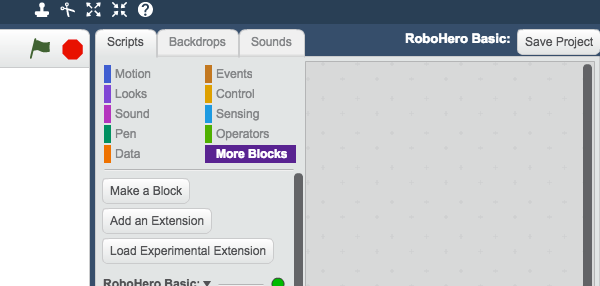 RoboHero Basic:
Save Project
Scripts
Backdrops
Sounds
Motion
Events
Looks
Control
Sound
Sensing
Pen
Operators
Data
More Blocks
Make a Block
Add an Extension
Load Experimental Extension
RoboHero Basic: